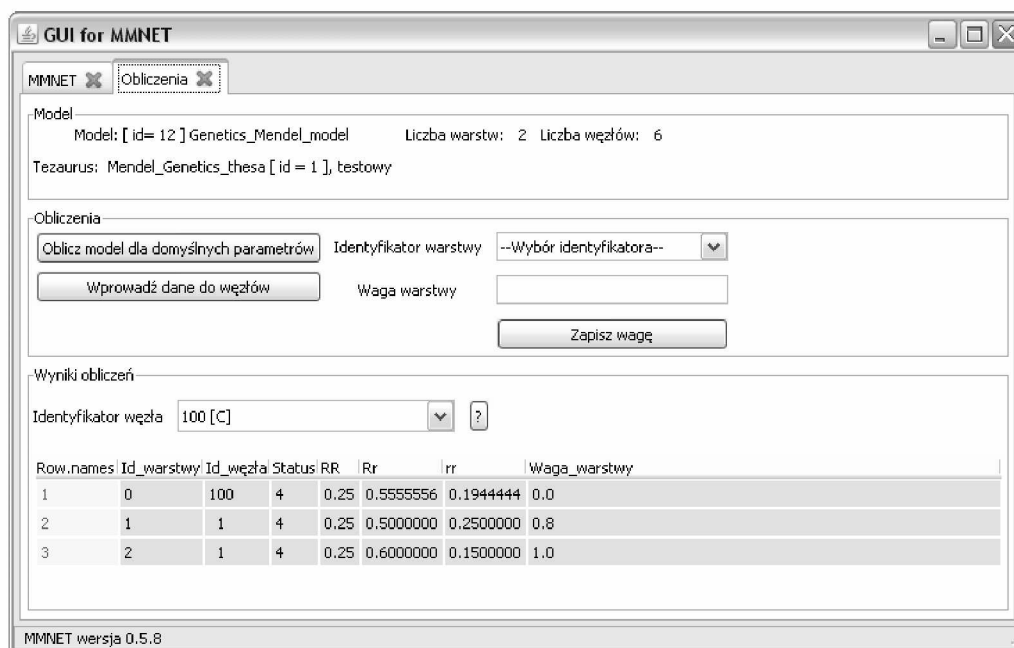 GUI for MMNET
MMNET Obliczenia
Model
Model: [ id= 12 ] Genetics_Mendel_model Liczba warstw: 2 Liczba węzłów: 6
Tezaurus: Mendel_Genetics_thesa [ id = 1 ], testowy
Obliczenia
Oblicz model dla domyślnych parametrów Identyfikator warstwy --Wybór identyfikatora--
Wprowadź dane do węzłów Waga warstwy
Zapisz wagę
Wyniki obliczeń
Identyfikator węzła 100 [C] ?
Row.names Id_warstwy Id_węzła Status RR Rr rr Waga_warstwy
1 0 100 4 0.25 0.5555556 0.1944444 0.0
2 1 1 4 0.25 0.5000000 0.2500000 0.8
3 2 1 4 0.25 0.6000000 0.1500000 1.0
MMNET wersja 0.5.8